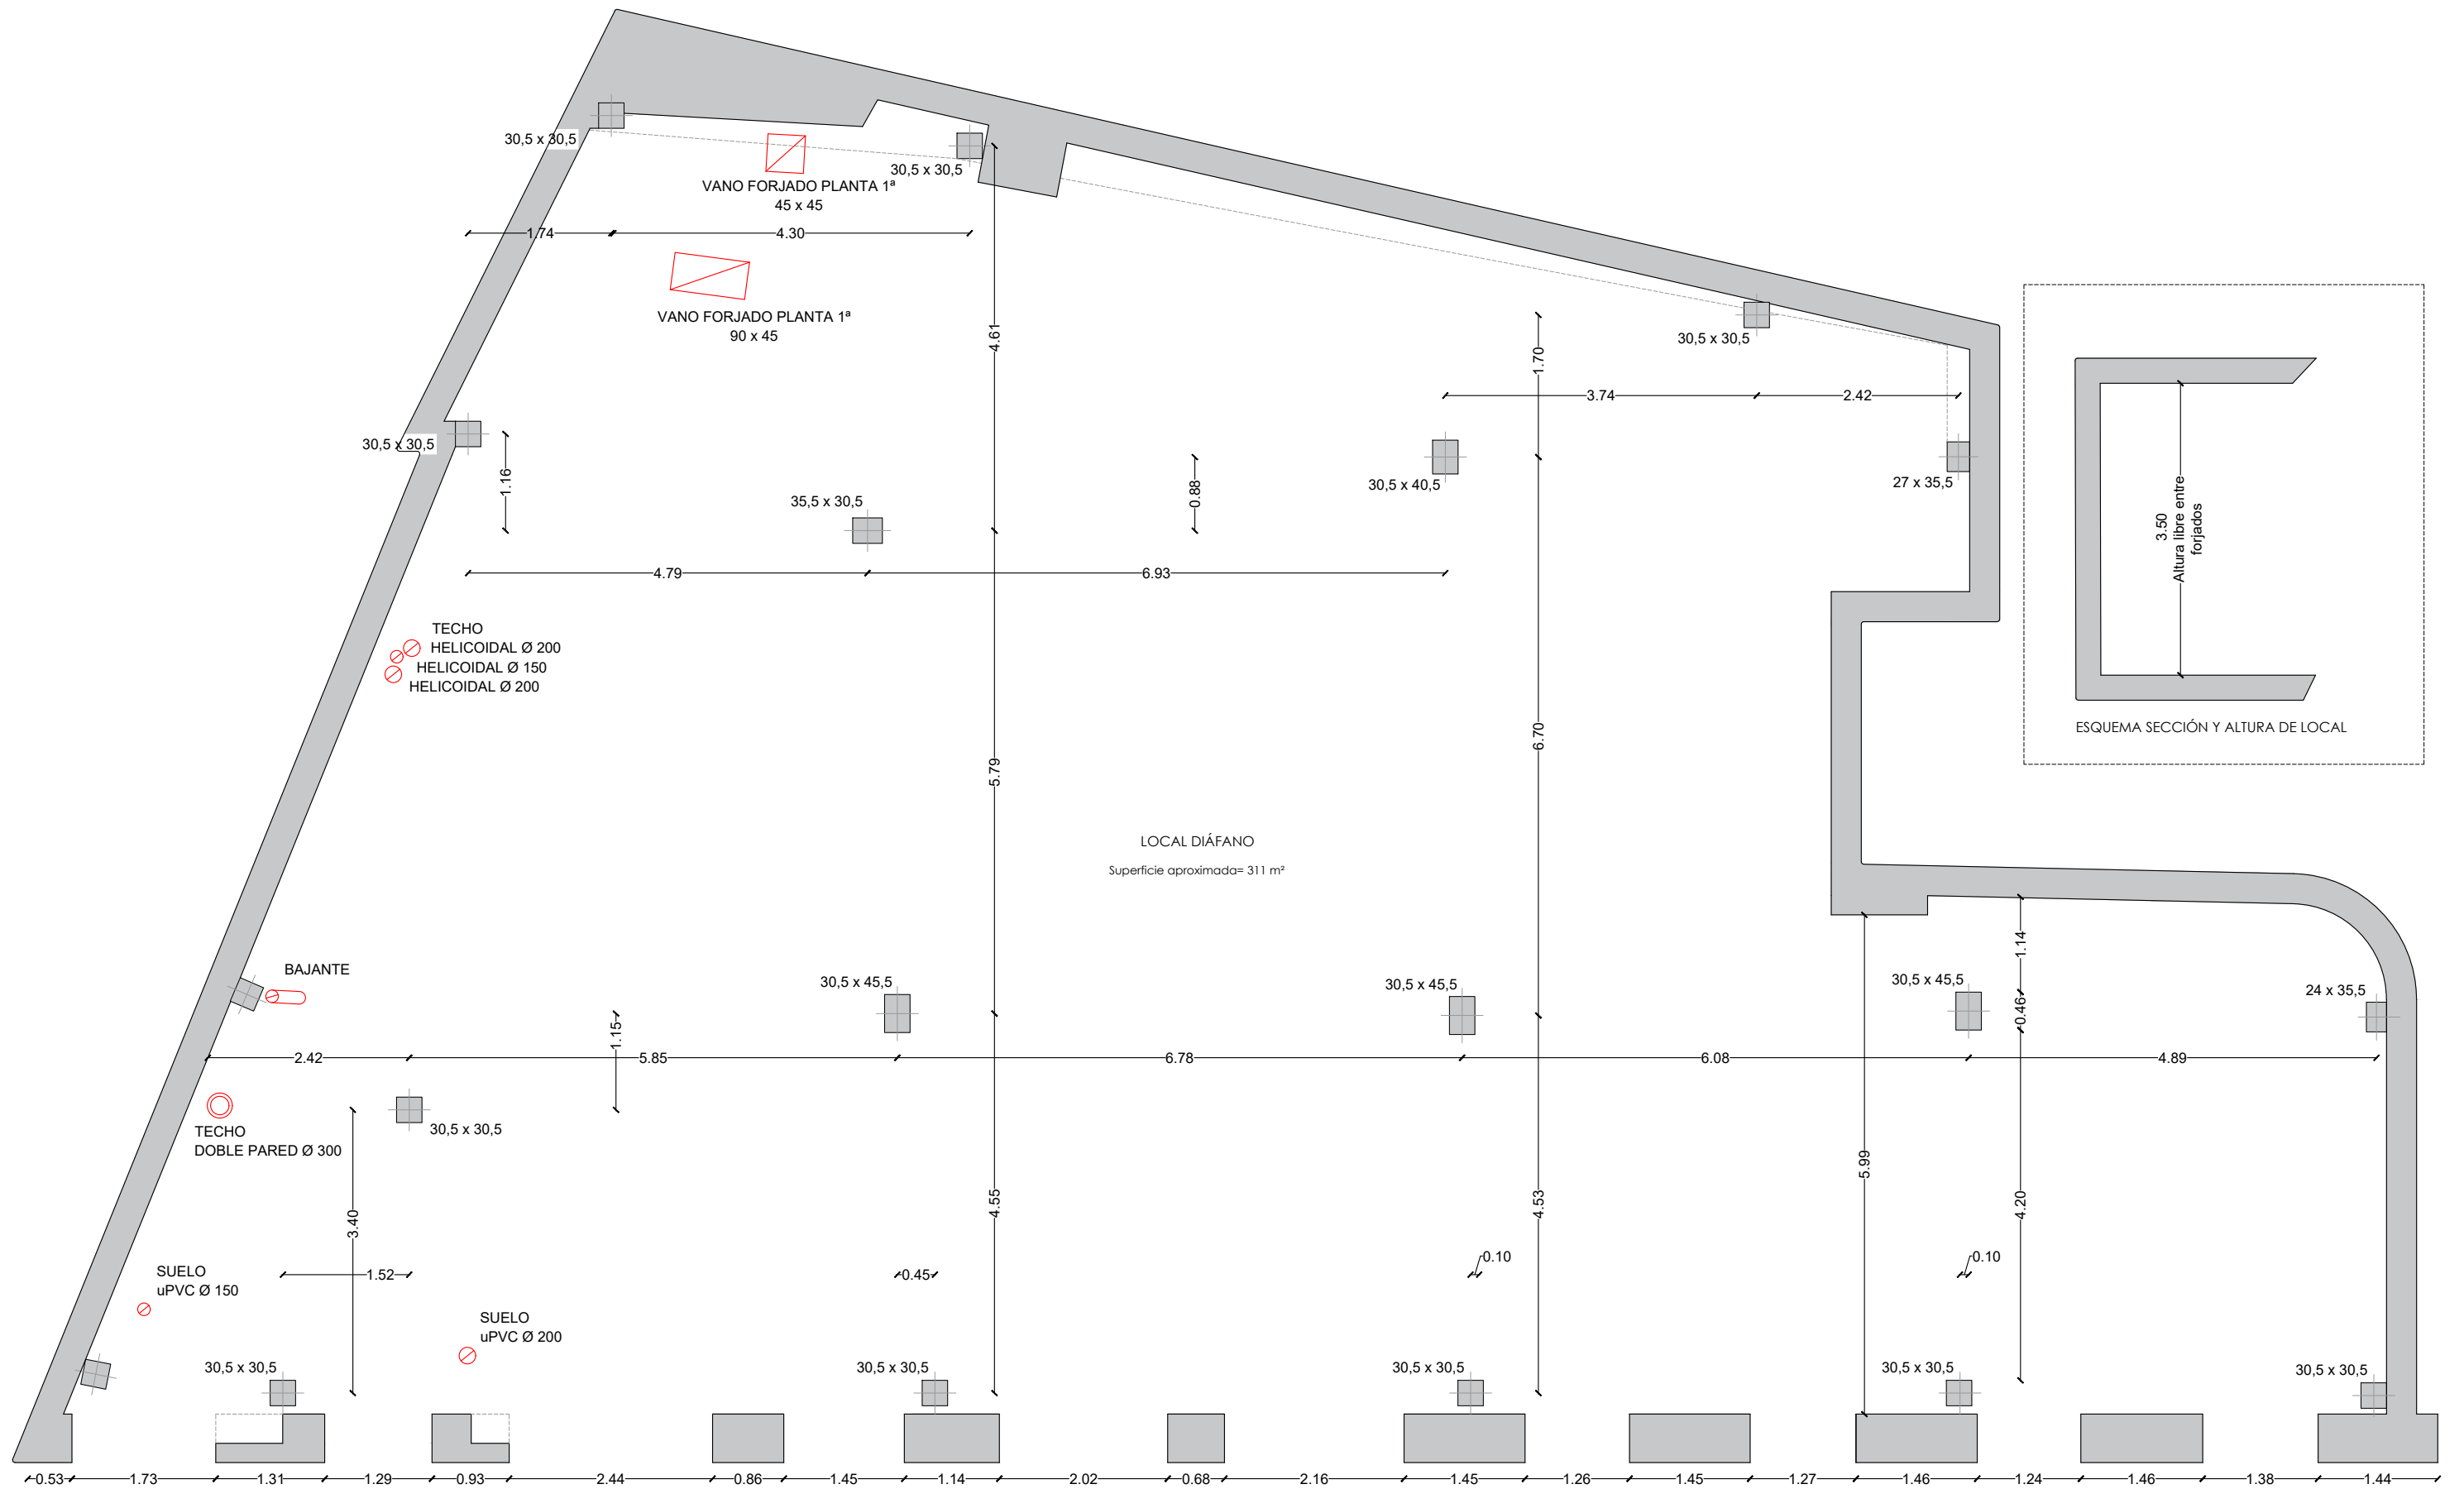 30,5 x 30,5
30,5 x 30,5
VANO FORJADO PLANTA 1ª
45 x 45
1.74
4.30
VANO FORJADO PLANTA 1ª
90 x 45
4.61
1.70
30,5 x 30,5
3.74
2.42
30,5 x 30,5
1.16
35,5 x 30,5
0.88
30,5 x 40,5
27 x 35,5
3.50
Altura libre entre
forjados
4.79
6.93
TECHO
HELICOIDAL Ø 200
HELICOIDAL Ø 150
HELICOIDAL Ø 200
ESQUEMA SECCIÓN Y ALTURA DE LOCAL
5.79
6.70
LOCAL DIÁFANO
Superficie aproximada= 311 m²
BAJANTE
30,5 x 45,5
30,5 x 45,5
30,5 x 45,5
1.14
0.46
24 x 35,5
1.15
2.42
5.85
6.78
6.08
4.89
TECHO
DOBLE PARED Ø 300
30,5 x 30,5
3.40
4.55
4.53
5.99
4.20
1.52
0.45
0.10
0.10
SUELO
uPVC Ø 150
SUELO
uPVC Ø 200
30,5 x 30,5
30,5 x 30,5
30,5 x 30,5
30,5 x 30,5
30,5 x 30,5
0.53
1.73
1.31
1.29
0.93
2.44
0.86
1.45
1.14
2.02
0.68
2.16
1.45
1.26
1.45
1.27
1.46
1.24
1.46
1.38
1.44